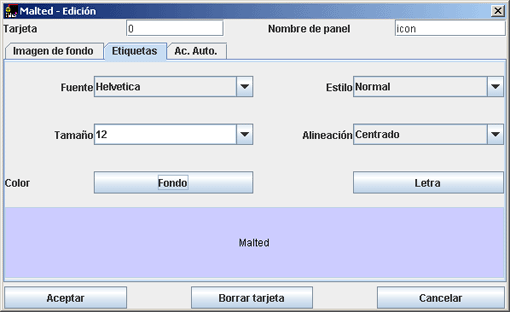 Malted - Edición
Tarjeta 0 Nombre de panel icon
Imagen de fondo Etiquetas Ac. Auto.
Fuente Helvetica Estilo Normal
Tamaño 12 Alineación Centrado
Color Fondo Letra
Malted
Aceptar Borrar tarjeta Cancelar